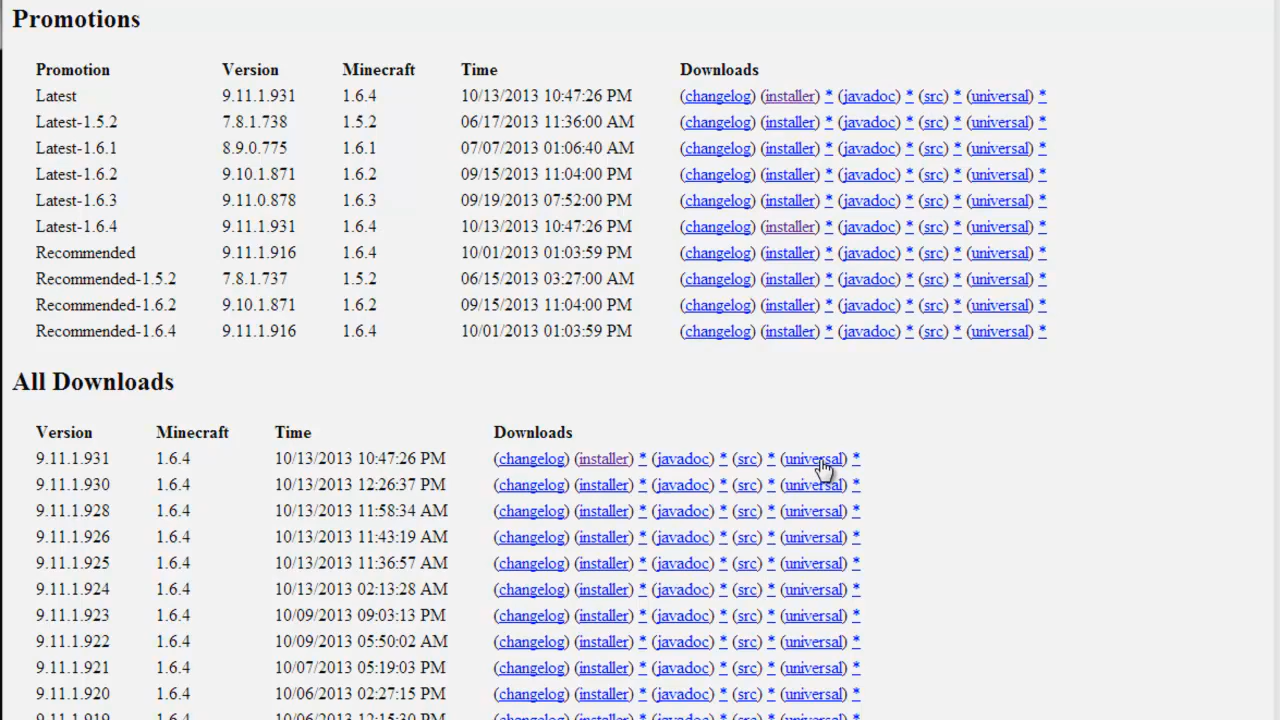 Promotions
Promotion Version Minecraft Time Downloads
Latest 9.11.1.931 1.6.4 10/13/2013 10:47:26 PM (changelog) (installer) * (javadoc) * (src) * (universal) *
Latest-1.5.2 7.8.1.738 1.5.2 06/17/2013 11:36:00 AM (changelog) (installer) * (javadoc) * (src) * (universal) *
Latest-1.6.1 8.9.0.775 1.6.1 07/07/2013 01:06:40 AM (changelog) (installer) * (javadoc) * (src) * (universal) *
Latest-1.6.2 9.10.1.871 1.6.2 09/15/2013 11:04:00 PM (changelog) (installer) * (javadoc) * (src) * (universal) *
Latest-1.6.3 9.11.0.878 1.6.3 09/19/2013 07:52:00 PM (changelog) (installer) * (javadoc) * (src) * (universal) *
Latest-1.6.4 9.11.1.931 1.6.4 10/13/2013 10:47:26 PM (changelog) (installer) * (javadoc) * (src) * (universal) *
Recommended 9.11.1.916 1.6.4 10/01/2013 01:03:59 PM (changelog) (installer) * (javadoc) * (src) * (universal) *
Recommended-1.5.2 7.8.1.737 1.5.2 06/15/2013 03:27:00 AM (changelog) (installer) * (javadoc) * (src) * (universal) *
Recommended-1.6.2 9.10.1.871 1.6.2 09/15/2013 11:04:00 PM (changelog) (installer) * (javadoc) * (src) * (universal) *
Recommended-1.6.4 9.11.1.916 1.6.4 10/01/2013 01:03:59 PM (changelog) (installer) * (javadoc) * (src) * (universal) *
All Downloads
Version Minecraft Time Downloads
9.11.1.931 1.6.4 10/13/2013 10:47:26 PM (changelog) (installer) * (javadoc) * (src) * (universal) *
9.11.1.930 1.6.4 10/13/2013 12:26:37 PM (changelog) (installer) * (javadoc) * (src) * (universal) *
9.11.1.928 1.6.4 10/13/2013 11:58:34 AM (changelog) (installer) * (javadoc) * (src) * (universal) *
9.11.1.926 1.6.4 10/13/2013 11:43:19 AM (changelog) (installer) * (javadoc) * (src) * (universal) *
9.11.1.925 1.6.4 10/13/2013 11:36:57 AM (changelog) (installer) * (javadoc) * (src) * (universal) *
9.11.1.924 1.6.4 10/13/2013 02:13:28 AM (changelog) (installer) * (javadoc) * (src) * (universal) *
9.11.1.923 1.6.4 10/09/2013 09:03:13 PM (changelog) (installer) * (javadoc) * (src) * (universal) *
9.11.1.922 1.6.4 10/09/2013 05:50:02 AM (changelog) (installer) * (javadoc) * (src) * (universal) *
9.11.1.921 1.6.4 10/07/2013 05:19:03 PM (changelog) (installer) * (javadoc) * (src) * (universal) *
9.11.1.920 1.6.4 10/06/2013 02:27:15 PM (changelog) (installer) * (javadoc) * (src) * (universal) *
9.11.1.919 1.6.4 10/06/2013 12:15:30 PM (changelog) (installer) * (javadoc) * (src) * (universal) *